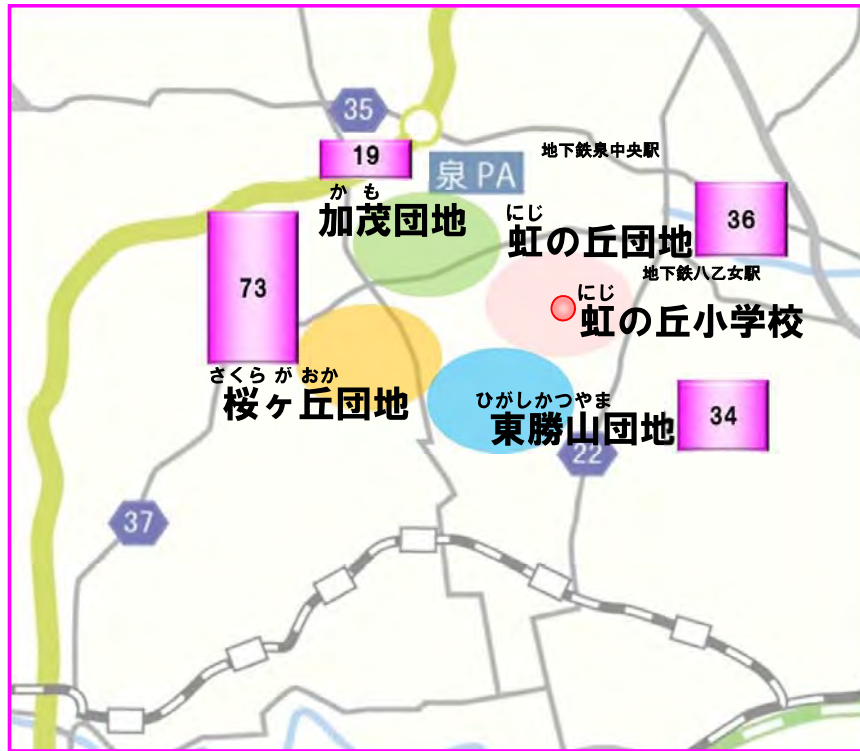 35
19
泉 PA
地下鉄泉中央駅
か も
加茂団地
にじ
虹の丘団地
36
地下鉄八乙女駅
73
にじ
虹の丘小学校
さくら が おか
桜ヶ丘団地
ひがしかつやま
東勝山団地
34
22
37